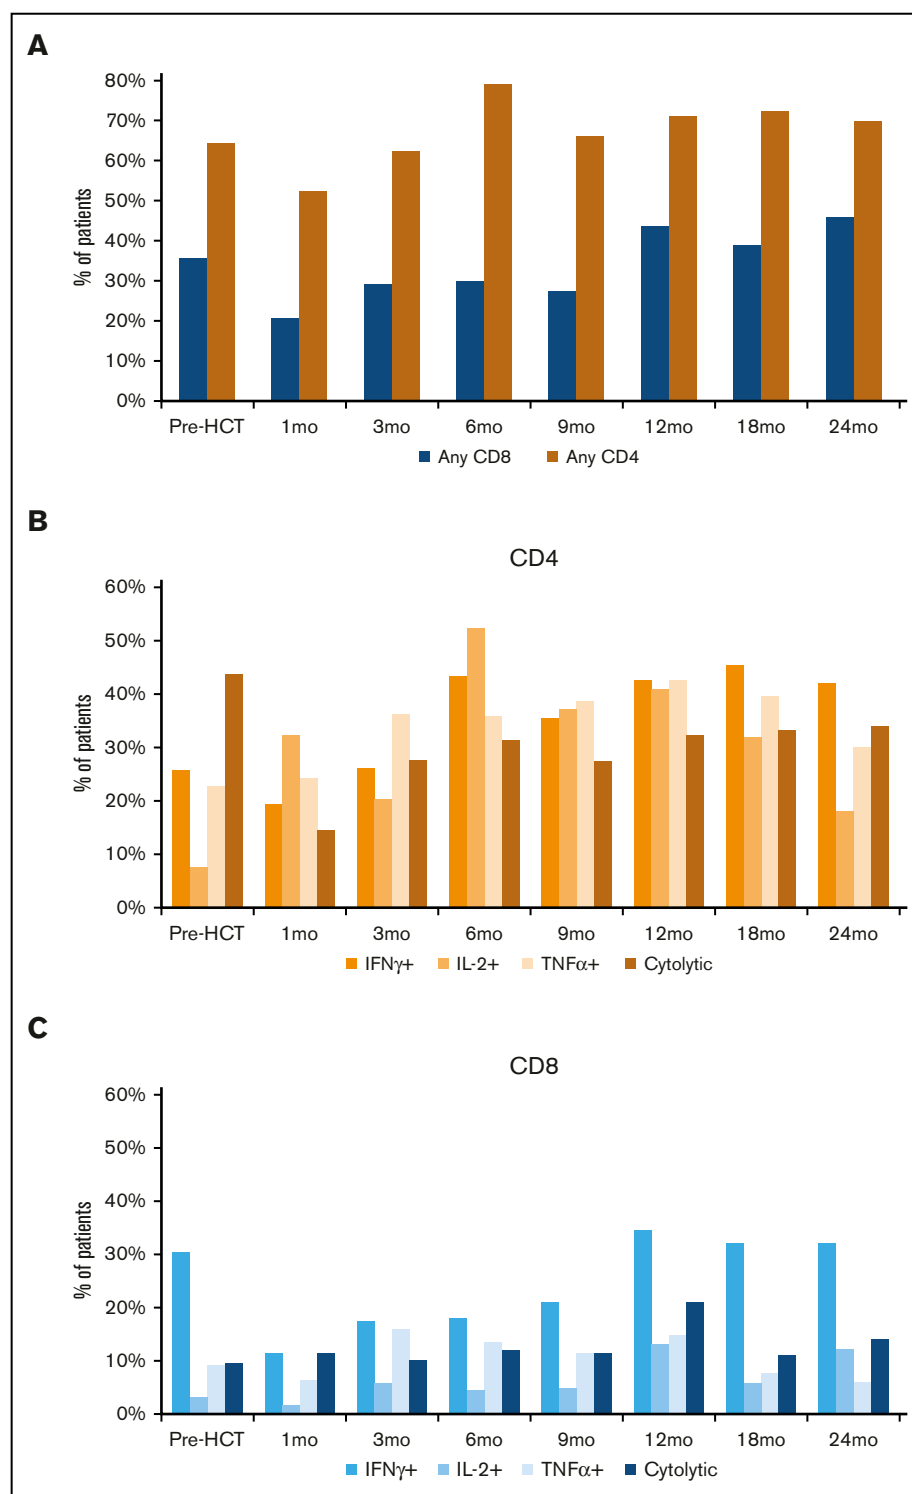 A
80%
70%
60%
50%
40%
30%
20%
10%
0%
% of patients
Pre-HCT 1mo 3mo 6mo 9mo 12mo 18mo 24mo
Any CD8 Any CD4
B
CD4
60%
50%
40%
30%
20%
10%
0%
% of patients
Pre-HCT 1mo 3mo 6mo 9mo 12mo 18mo 24mo
IFNγ+ IL-2+ TNFα+ Cytolytic
C
CD8
60%
50%
40%
30%
20%
10%
0%
% of patients
Pre-HCT 1mo 3mo 6mo 9mo 12mo 18mo 24mo
IFNγ+ IL-2+ TNFα+ Cytolytic